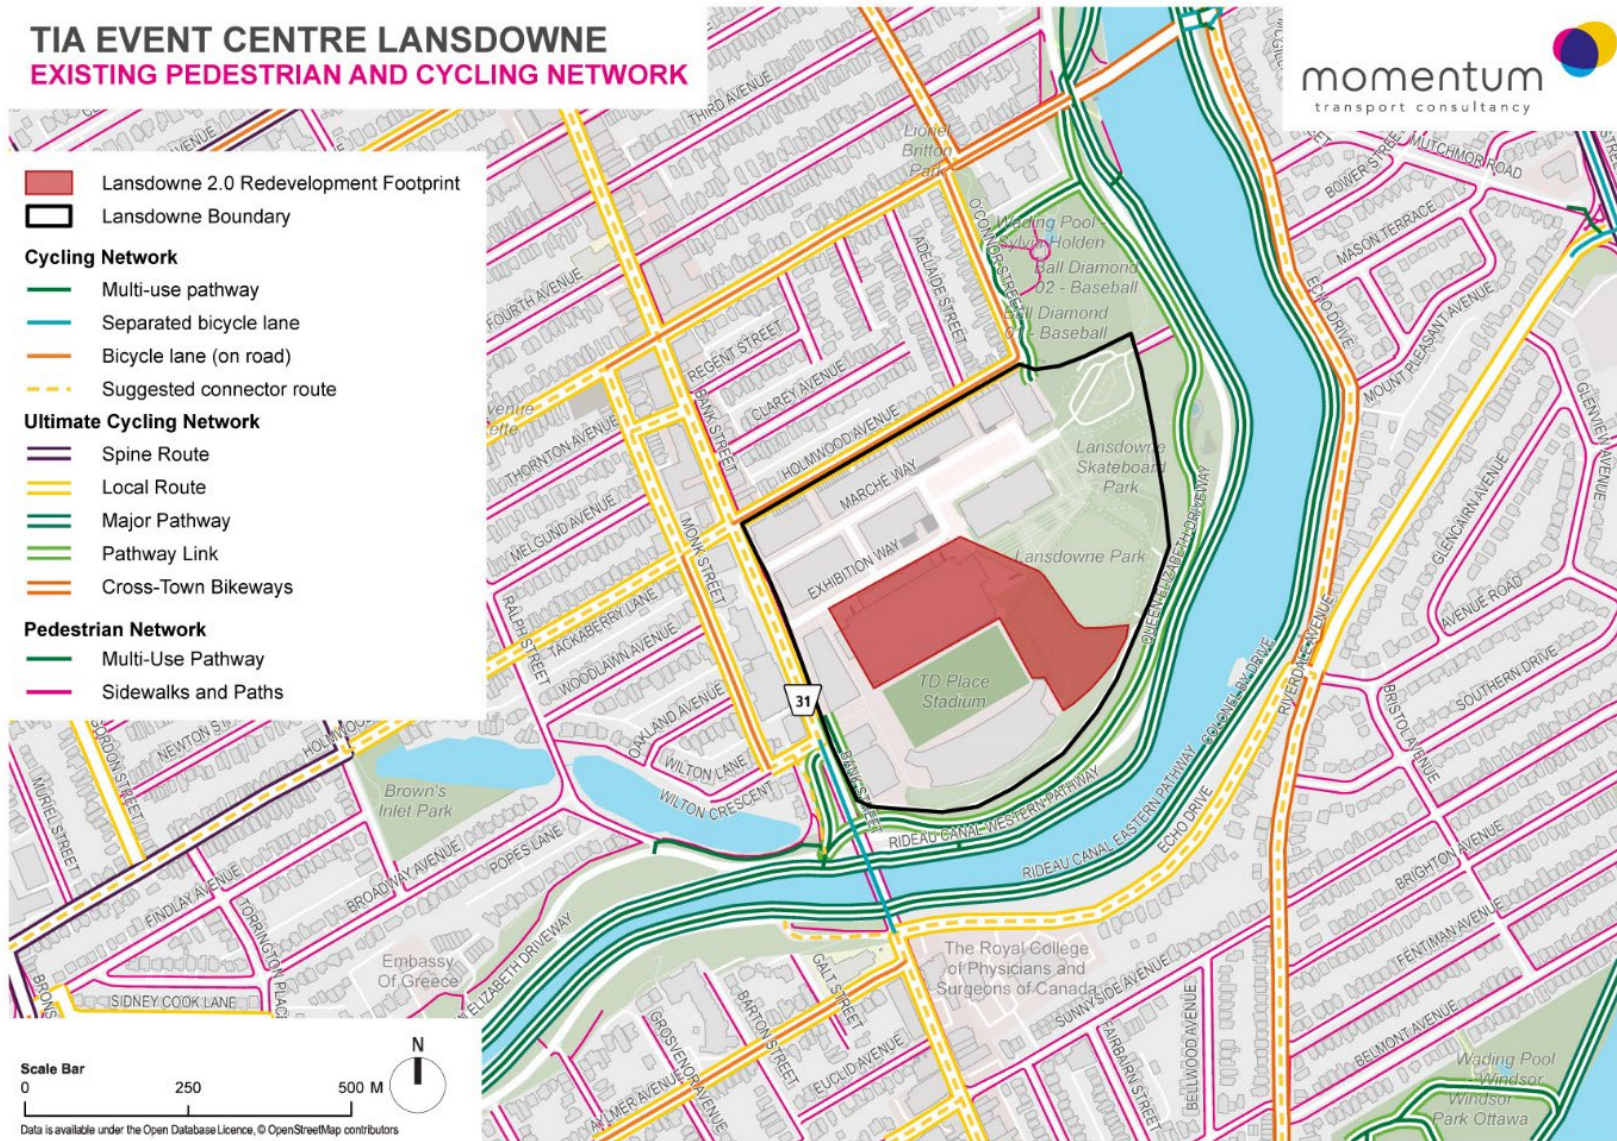 TIA EVENT CENTRE LANSDOWNE
EXISTING PEDESTRIAN AND CYCLING NETWORK
momentum
transport consultancy
Lansdowne 2.0 Redevelopment Footprint
Lansdowne Boundary
Cycling Network
Multi-use pathway
Separated bicycle lane
Bicycle lane (on road)
Suggested connector route
Ultimate Cycling Network
Spine Route
Local Route
Major Pathway
Pathway Link
Cross-Town Bikeways
Pedestrian Network
Multi-Use Pathway
Sidewalks and Paths
THIRD AVENUE
Lionel
Britton
Park
O'CONNOR STREET
Wading Pool -
Sylvia Holden
Ball Diamond
02 - Baseball
Ball Diamond
01 - Baseball
ADELAIDE STREET
FOURTH AVENUE
REGENT STREET
CLAREY AVENUE
BANK STREET
THORNTON AVENUE
HOLMWOOD AVENUE
MARCHE WAY
EXHIBITION WAY
Lansdowne
Skateboard
Park
Lansdowne Park
QUEEN ELIZABETH DRIVEWAY
MELGUND AVENUE
MONK STREET
RALPH STREET
TACKABERRY LANE
WOODLAWN AVENUE
OAKLAND AVENUE
WILTON LANE
WILTON CRESCENT
31
TD Place
Stadium
BANK STREET
RIDEAU CANAL WESTERN PATHWAY
RIDEAU CANAL EASTERN PATHWAY
COLONEL BY DRIVE
ECHO DRIVE
RIVERDALE AVENUE
ECHO DRIVE
MUTCHMOR ROAD
BOWER STREET
MASON TERRACE
MOUNT PLEASANT AVENUE
GLENVIEW AVENUE
GLENCAIRN AVENUE
AVENUE ROAD
SOUTHERN DRIVE
BRISTOL AVENUE
BRIGHTON AVENUE
FENTIMAN AVENUE
BELMONT AVENUE
SUNNYSIDE AVENUE
BELLWOOD AVENUE
FAIRBAIRN STREET
Wading Pool
- Windsor
Windsor
Park Ottawa
The Royal College
of Physicians and
Surgeons of Canada
GALT STREET
BARTON STREET
GROSVENOR AVENUE
EUCLID AVENUE
AYLMER AVENUE
GORDON STREET
NEWTON ST
HOLMWOO
MURIEL STREET
Brown's
Inlet Park
FINDLAY AVENUE
BROADWAY AVENUE
POPES LANE
TORRINGTON PLACE
SIDNEY COOK LANE
BRONS
Embassy
Of Greece
ELIZABETH DRIVEWAY
Scale Bar
0 250 500 M
N
Data is available under the Open Database Licence, © OpenStreetMap contributors